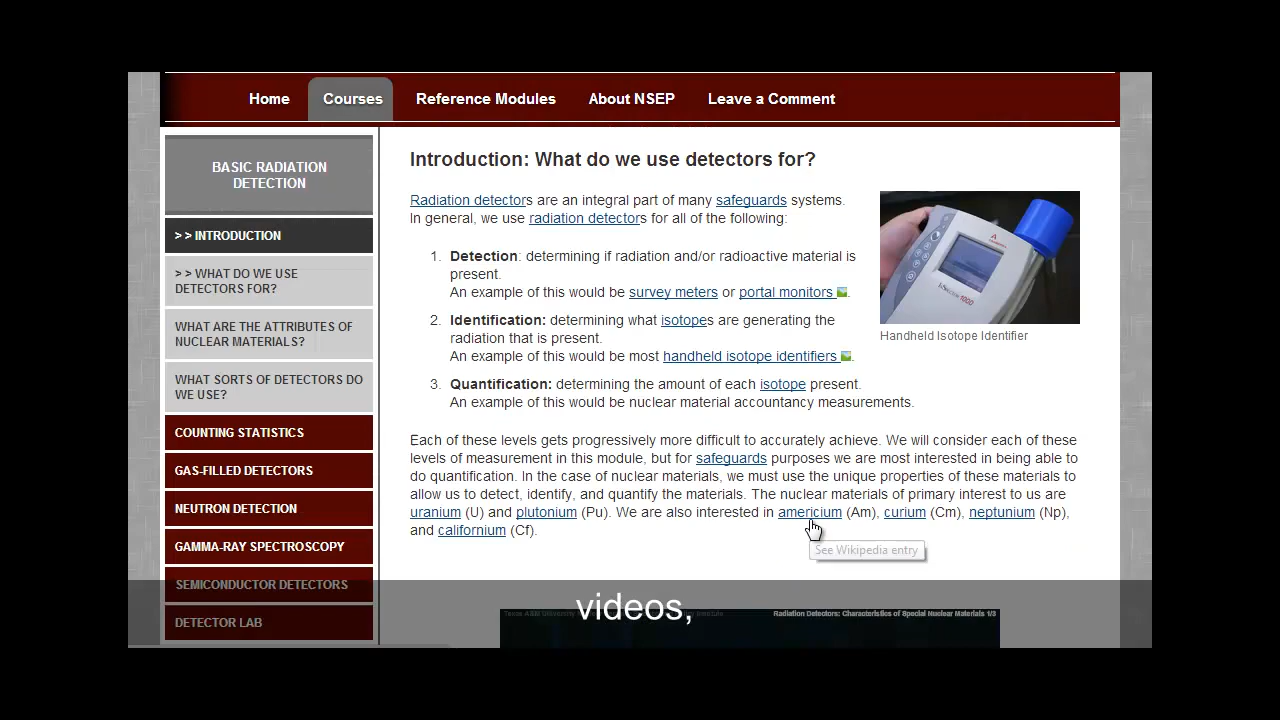 Home Courses Reference Modules About NSEP Leave a Comment
BASIC RADIATION
DETECTION
> > INTRODUCTION
> > WHAT DO WE USE
DETECTORS FOR?
WHAT ARE THE ATTRIBUTES OF
NUCLEAR MATERIALS?
WHAT SORTS OF DETECTORS DO
WE USE?
COUNTING STATISTICS
GAS-FILLED DETECTORS
NEUTRON DETECTION
GAMMA-RAY SPECTROSCOPY
SEMICONDUCTOR DETECTORS
DETECTOR LAB
Introduction: What do we use detectors for?
Radiation detectors are an integral part of many safeguards systems.
In general, we use radiation detectors for all of the following:
1. Detection: determining if radiation and/or radioactive material is
present.
An example of this would be survey meters or portal monitors .
2. Identification: determining what isotopes are generating the
radiation that is present.
An example of this would be most handheld isotope identifiers .
3. Quantification: determining the amount of each isotope present.
An example of this would be nuclear material accountancy measurements.
1000
Handheld Isotope Identifier
Each of these levels gets progressively more difficult to accurately achieve. We will consider each of these
levels of measurement in this module, but for safeguards purposes we are most interested in being able to
do quantification. In the case of nuclear materials, we must use the unique properties of these materials to
allow us to detect, identify, and quantify the materials. The nuclear materials of primary interest to us are
uranium (U) and plutonium (Pu). We are also interested in americium (Am), curium (Cm), neptunium (Np),
and californium (Cf).
See Wikipedia entry
Texas A&M University Institute
Radiation Detectors: Characteristics of Special Nuclear Materials 1/3
videos,